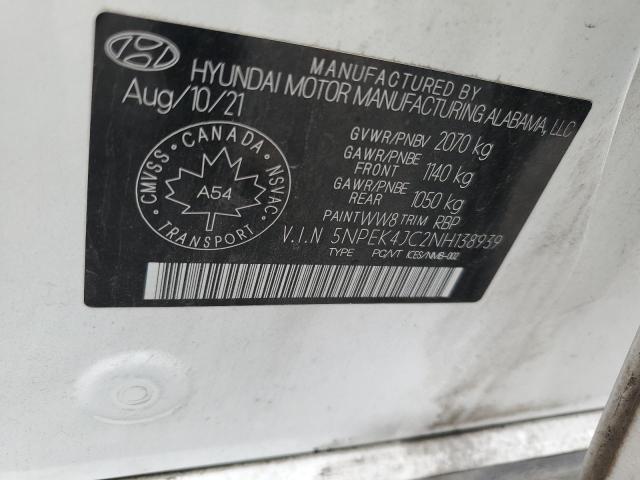 MANUFACTURED BY
HYUNDAI MOTOR MANUFACTURING ALABAMA, LLC
Aug/10/21
GVWR/PNBV 2070 kg
GAWR/PNBE FRONT 1140 kg
GAWR/PNBE REAR 1050 kg
PAINT WW8 TRIM RBP
V.I.N 5NPEK4JC2NH138939
TYPE PC/VT ICES/NMB-002
CMVSS · CANADA · NSVAC
A54
TRANSPORT